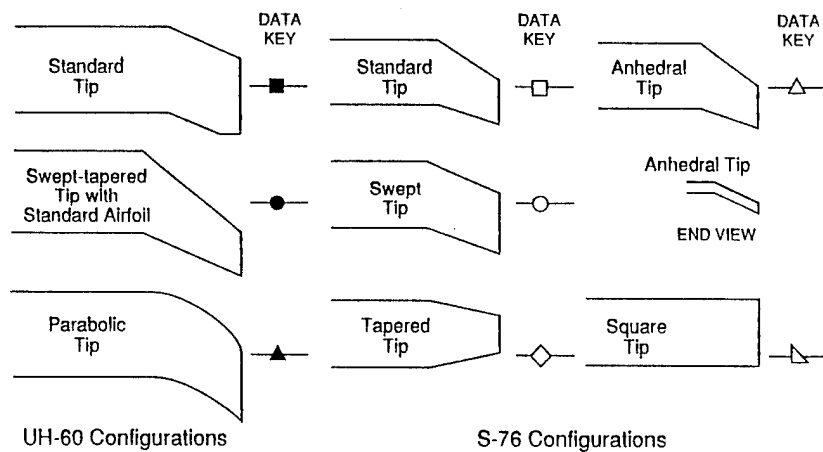 DATA
KEY
DATA
KEY
DATA
KEY
Standard
Tip
Standard
Tip
Anhedral
Tip
Swept-tapered
Tip with
Standard Airfoil
Swept
Tip
Anhedral Tip
END VIEW
Parabolic
Tip
Tapered
Tip
Square
Tip
UH-60 Configurations
S-76 Configurations